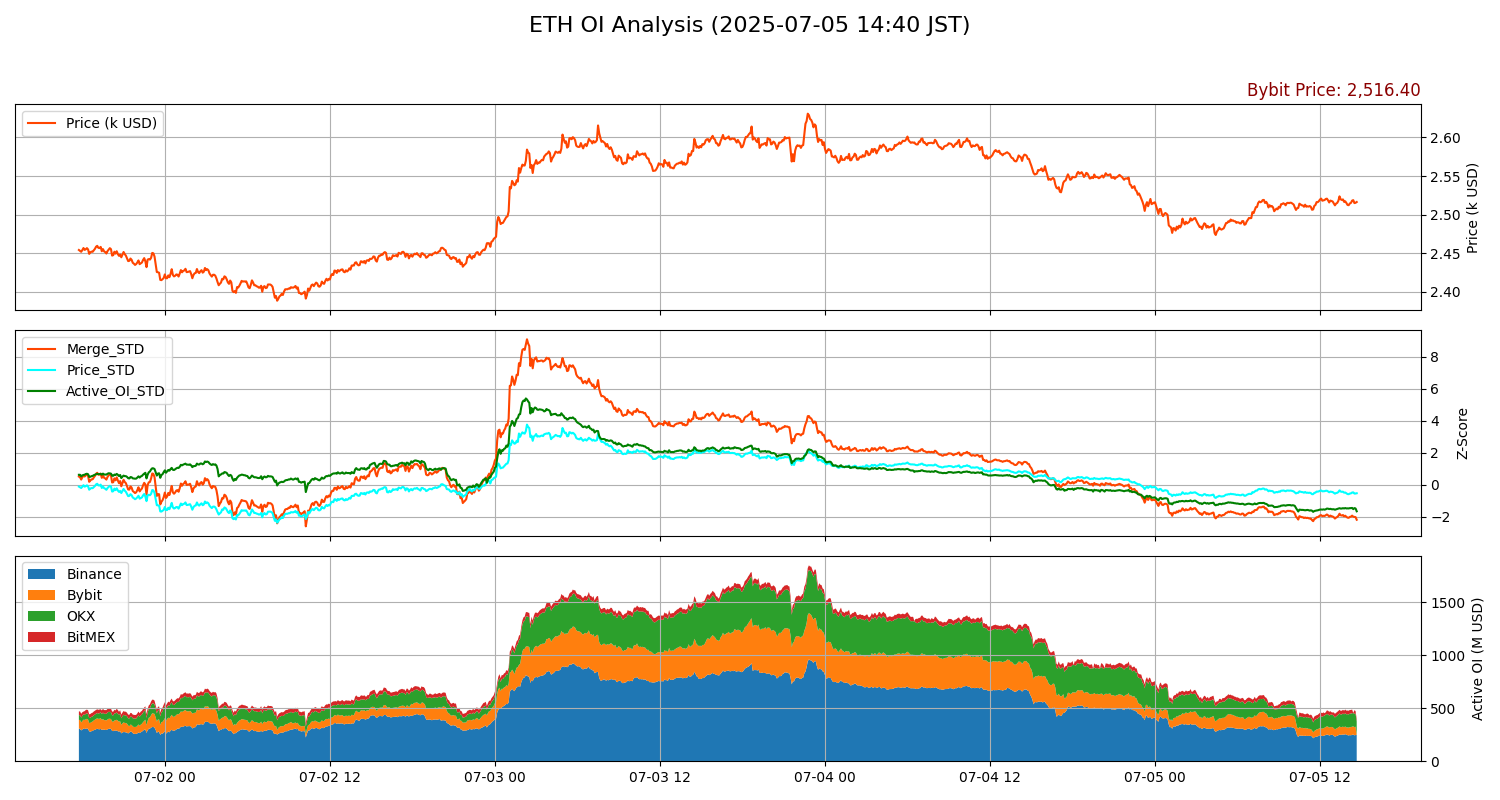 ETH OI Analysis (2025-07-05 14:40 JST)
Bybit Price: 2,516.40
Price (k USD)
2.60
2.55
2.50
2.45
2.40
Price (k USD)
Merge_STD
Price_STD
Active_OI_STD
8
6
4
2
0
−2
Z-Score
Binance
Bybit
OKX
BitMEX
1500
1000
500
0
Active OI (M USD)
07-02 00
07-02 12
07-03 00
07-03 12
07-04 00
07-04 12
07-05 00
07-05 12